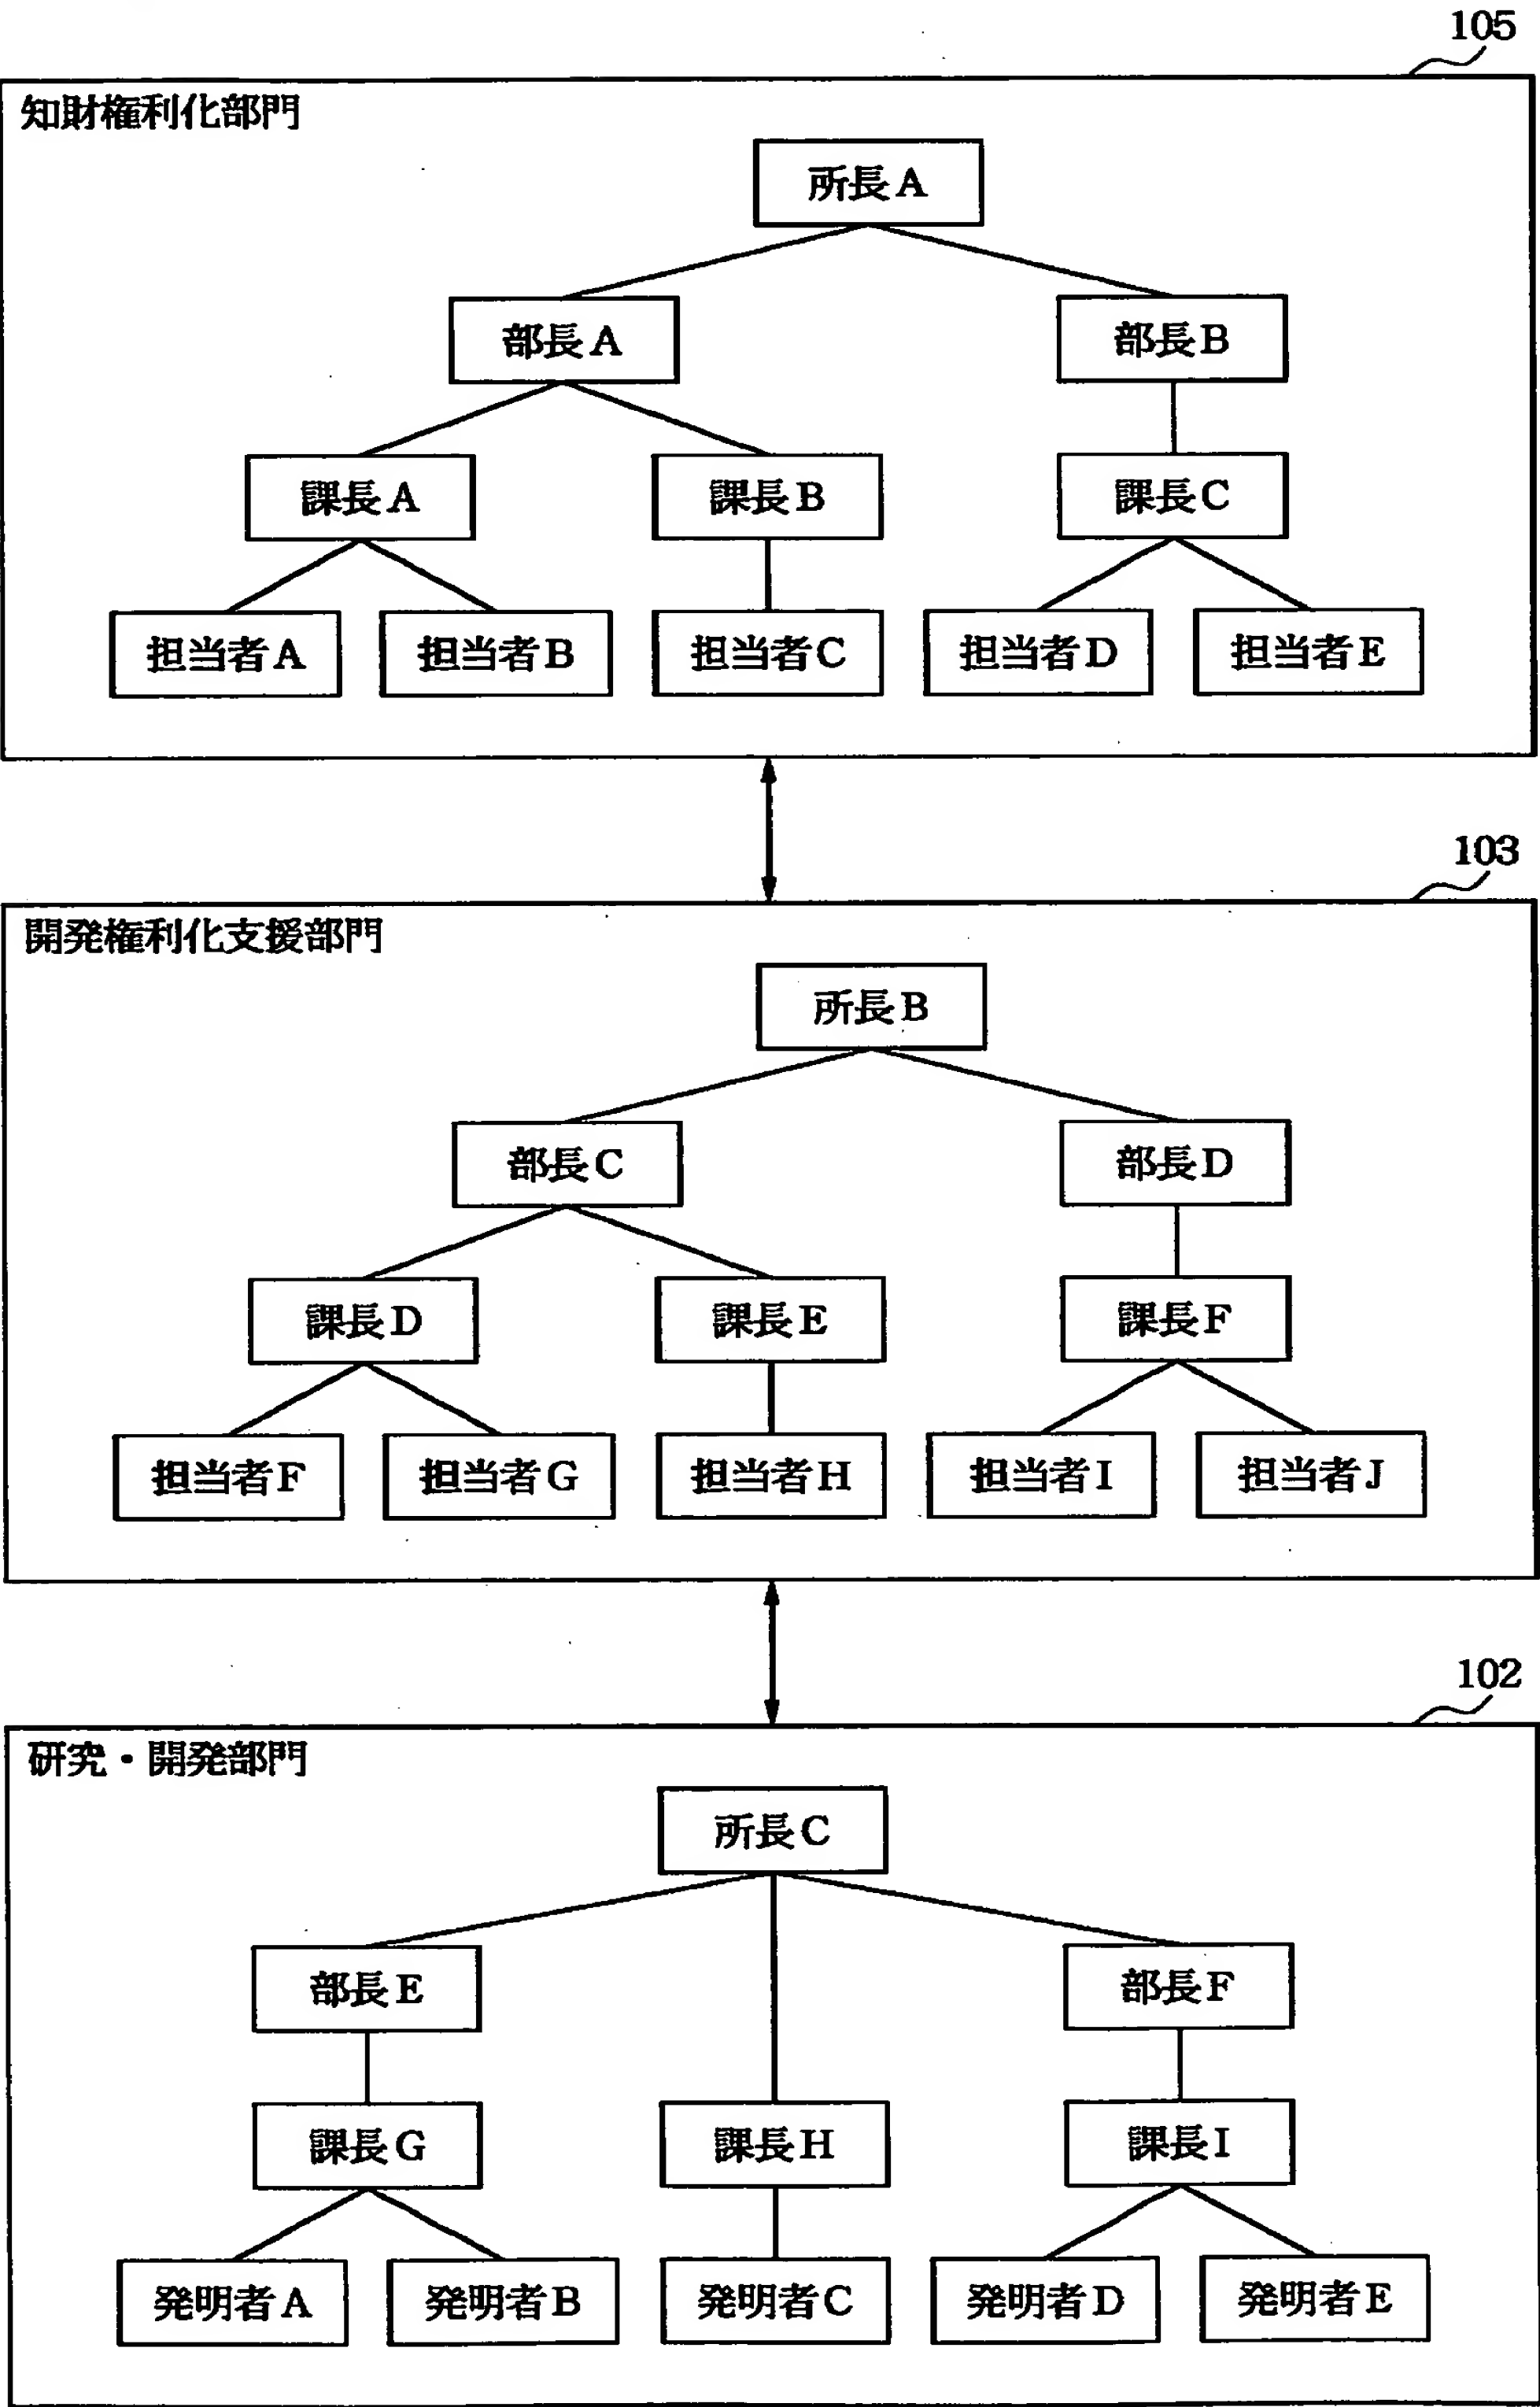 105
知財権利化部門
所長A
部長A 部長B
課長A 課長B 課長C
担当者A 担当者B 担当者C 担当者D 担当者E
103
開発権利化支援部門
所長B
部長C 部長D
課長D 課長E 課長F
担当者F 担当者G 担当者H 担当者I 担当者J
102
研究・開発部門
所長C
部長E 部長F
課長G 課長H 課長I
発明者A 発明者B 発明者C 発明者D 発明者E